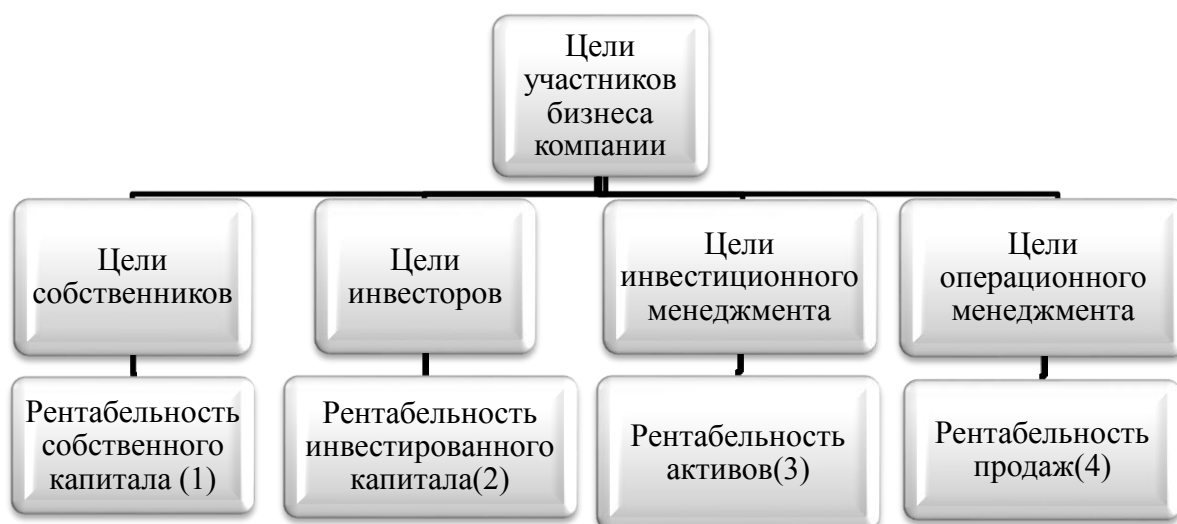 Цели
участников
бизнеса
компании
Цели
собственников
Цели
инвесторов
Цели
инвестиционного
менеджмента
Цели
операционного
менеджмента
Рентабельность
собственного
капитала (1)
Рентабельность
инвестированного
капитала(2)
Рентабельность
активов(3)
Рентабельность
продаж(4)